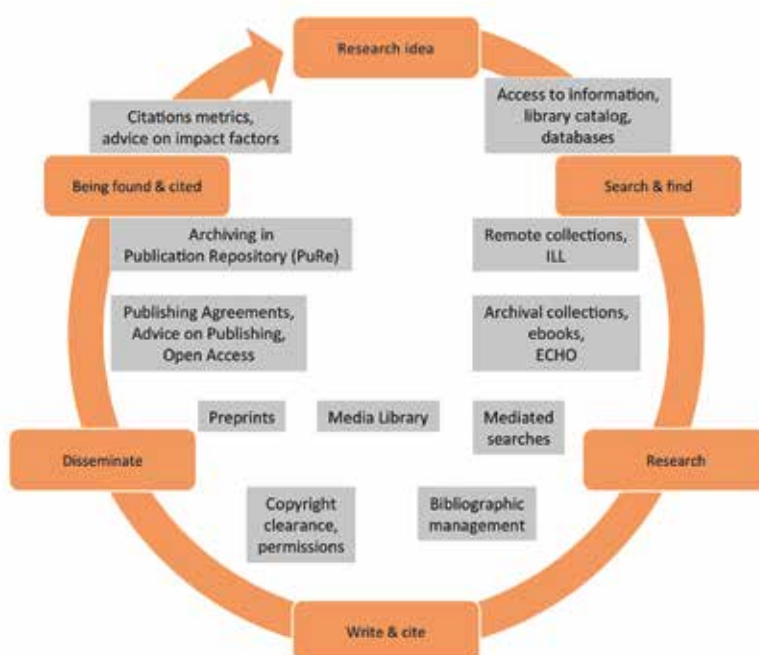 Research idea
Citations metrics,
advice on impact factors
Access to information,
library catalog,
databases
Being found & cited
Search & find
Archiving in
Publication Repository (PuRe)
Remote collections,
ILL
Publishing Agreements,
Advice on Publishing,
Open Access
Archival collections,
ebooks,
ECHO
Preprints
Media Library
Mediated
searches
Disseminate
Research
Copyright
clearance,
permissions
Bibliographic
management
Write & cite